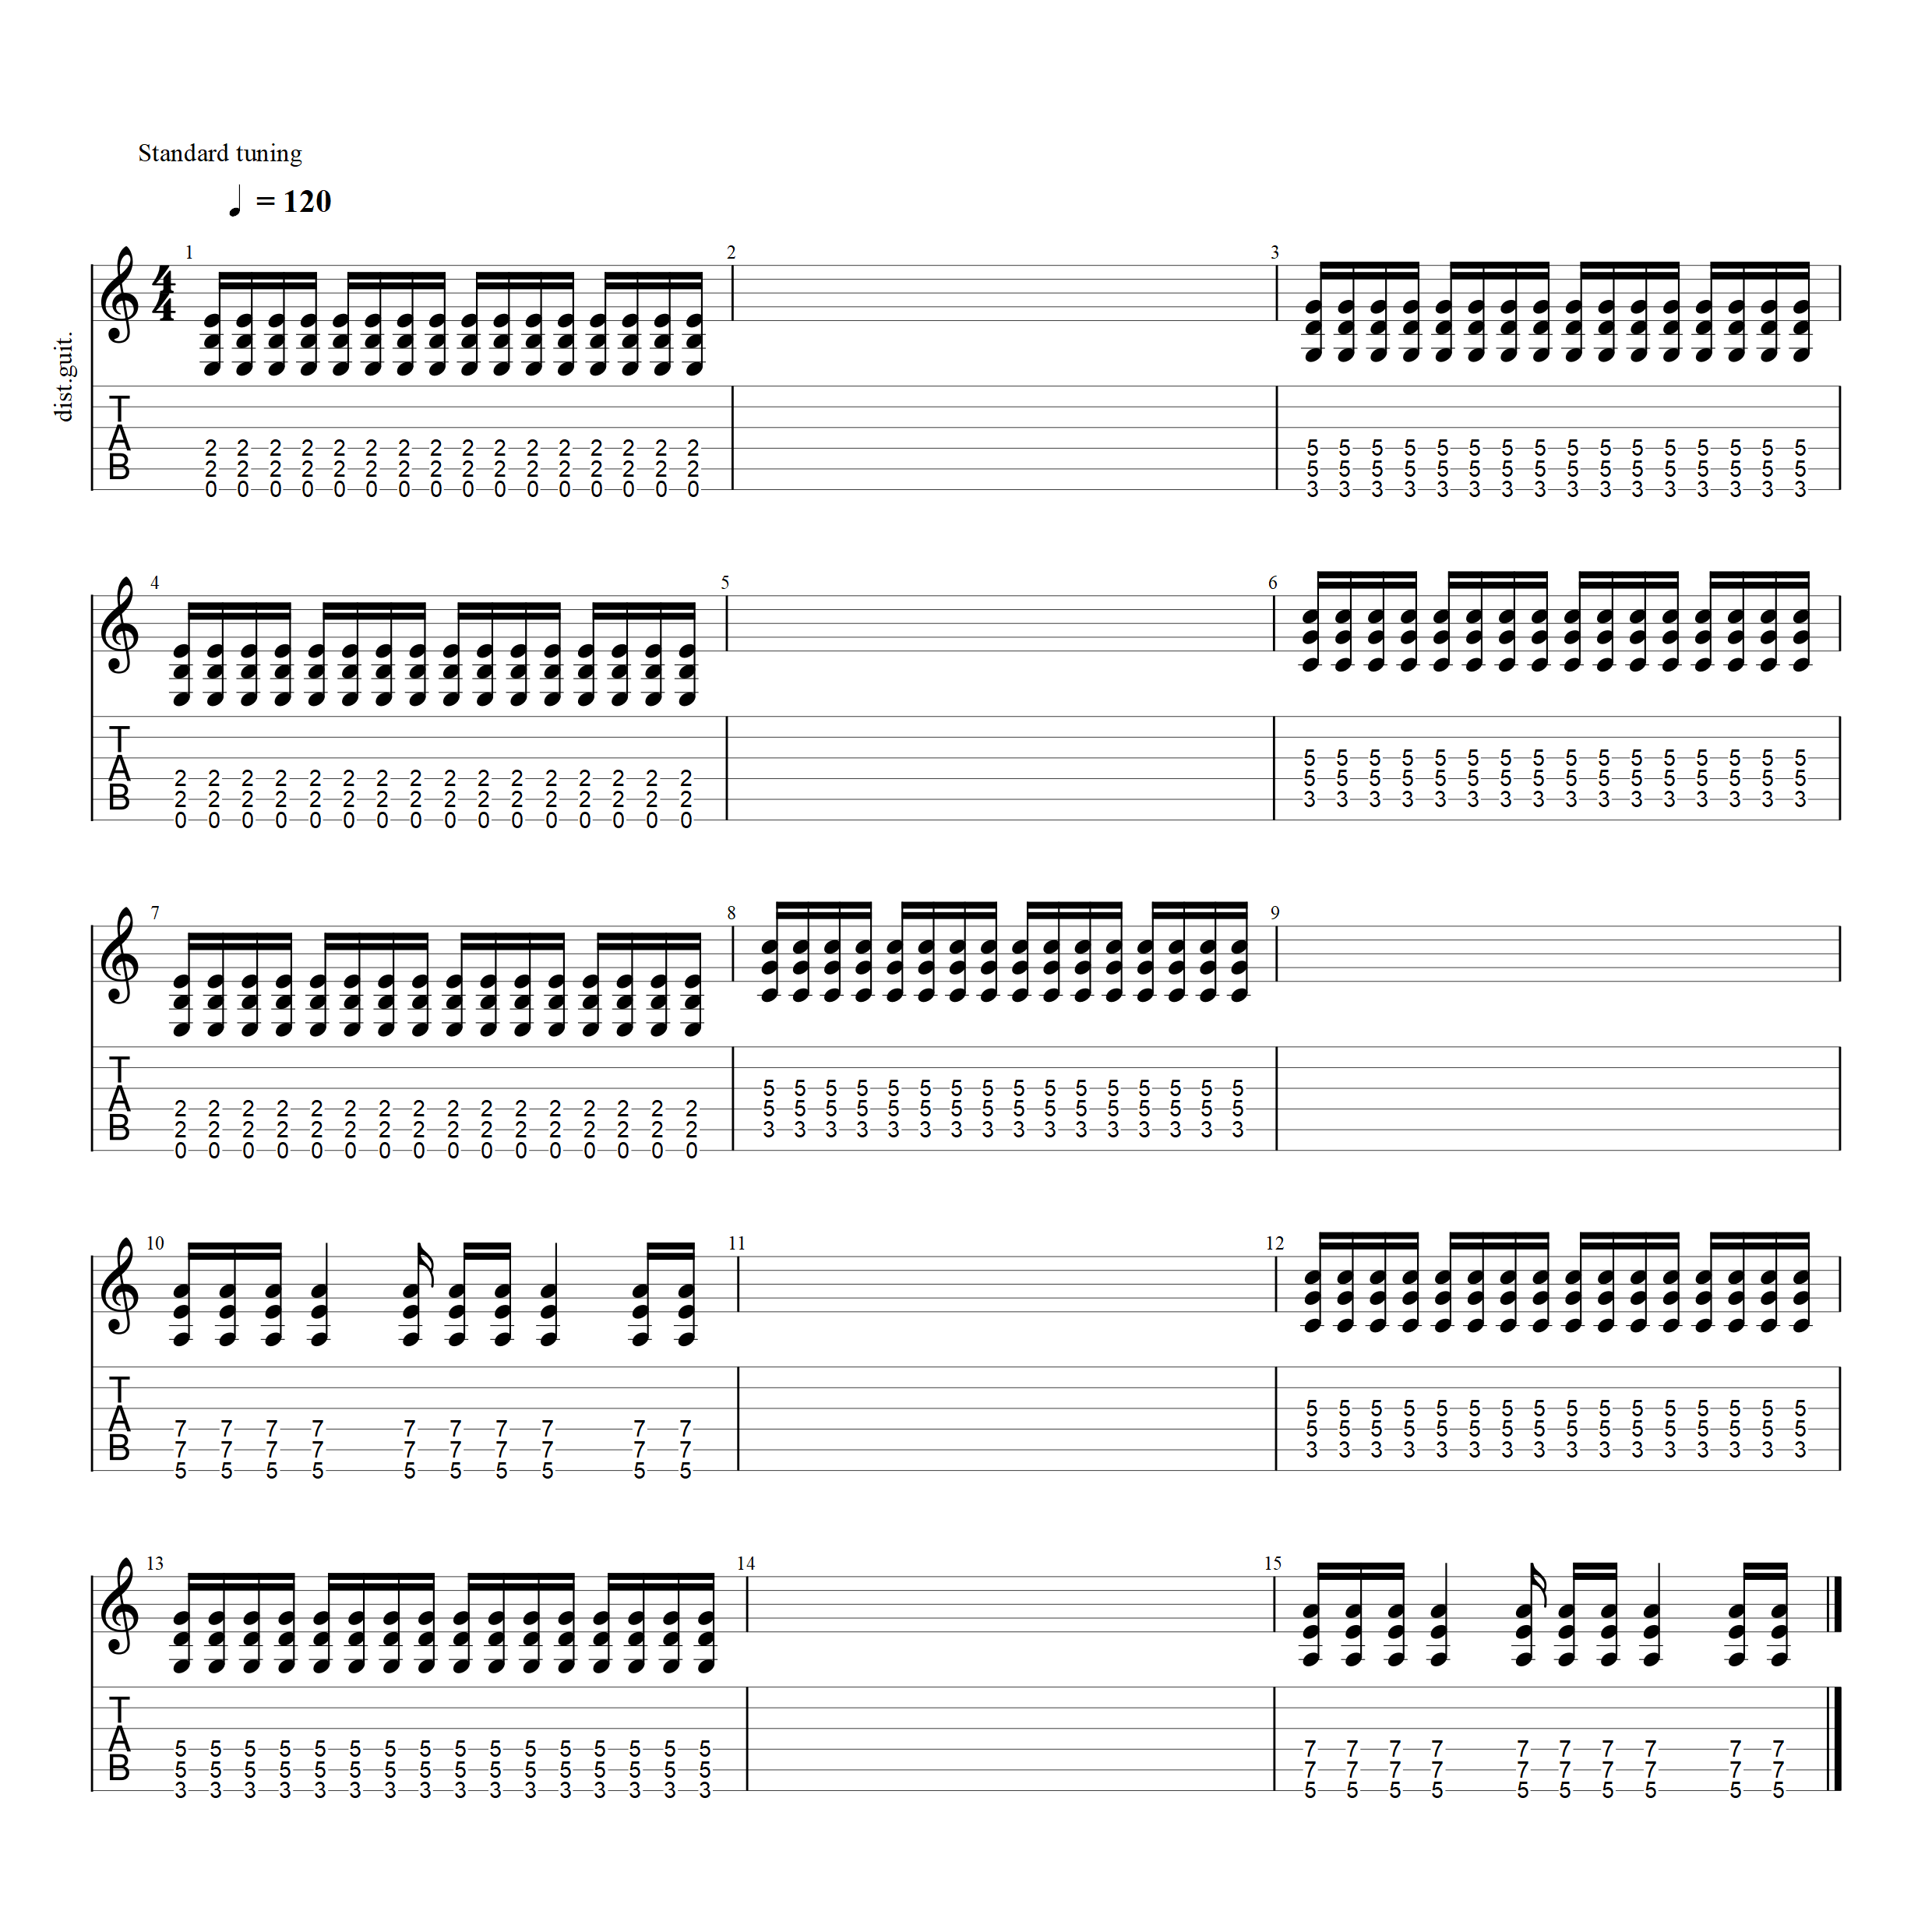 Standard tuning
= 120
dist.guit.
4
4
1 2 3
T
A
B
2 2 2 2 2 2 2 2 2 2 2 2 2 2 2 2 5 5 5 5 5 5 5 5 5 5 5 5 5 5 5 5
2 2 2 2 2 2 2 2 2 2 2 2 2 2 2 2 5 5 5 5 5 5 5 5 5 5 5 5 5 5 5 5
0 0 0 0 0 0 0 0 0 0 0 0 0 0 0 0 3 3 3 3 3 3 3 3 3 3 3 3 3 3 3 3
4 5 6
T
A
B
5 5 5 5 5 5 5 5 5 5 5 5 5 5 5 5
2 2 2 2 2 2 2 2 2 2 2 2 2 2 2 2 5 5 5 5 5 5 5 5 5 5 5 5 5 5 5 5
2 2 2 2 2 2 2 2 2 2 2 2 2 2 2 2 3 3 3 3 3 3 3 3 3 3 3 3 3 3 3 3
0 0 0 0 0 0 0 0 0 0 0 0 0 0 0 0
7 8 9
T
A
B
5 5 5 5 5 5 5 5 5 5 5 5 5 5 5 5
2 2 2 2 2 2 2 2 2 2 2 2 2 2 2 2 5 5 5 5 5 5 5 5 5 5 5 5 5 5 5 5
2 2 2 2 2 2 2 2 2 2 2 2 2 2 2 2 3 3 3 3 3 3 3 3 3 3 3 3 3 3 3 3
0 0 0 0 0 0 0 0 0 0 0 0 0 0 0 0
10 11 12
T
A
B
5 5 5 5 5 5 5 5 5 5 5 5 5 5 5 5
7 7 7 7 7 7 7 7 7 7 5 5 5 5 5 5 5 5 5 5 5 5 5 5 5 5
7 7 7 7 7 7 7 7 7 7 3 3 3 3 3 3 3 3 3 3 3 3 3 3 3 3
5 5 5 5 5 5 5 5 5 5
13 14 15
T
A
B
5 5 5 5 5 5 5 5 5 5 5 5 5 5 5 5 7 7 7 7 7 7 7 7 7 7
5 5 5 5 5 5 5 5 5 5 5 5 5 5 5 5 7 7 7 7 7 7 7 7 7 7
3 3 3 3 3 3 3 3 3 3 3 3 3 3 3 3 5 5 5 5 5 5 5 5 5 5